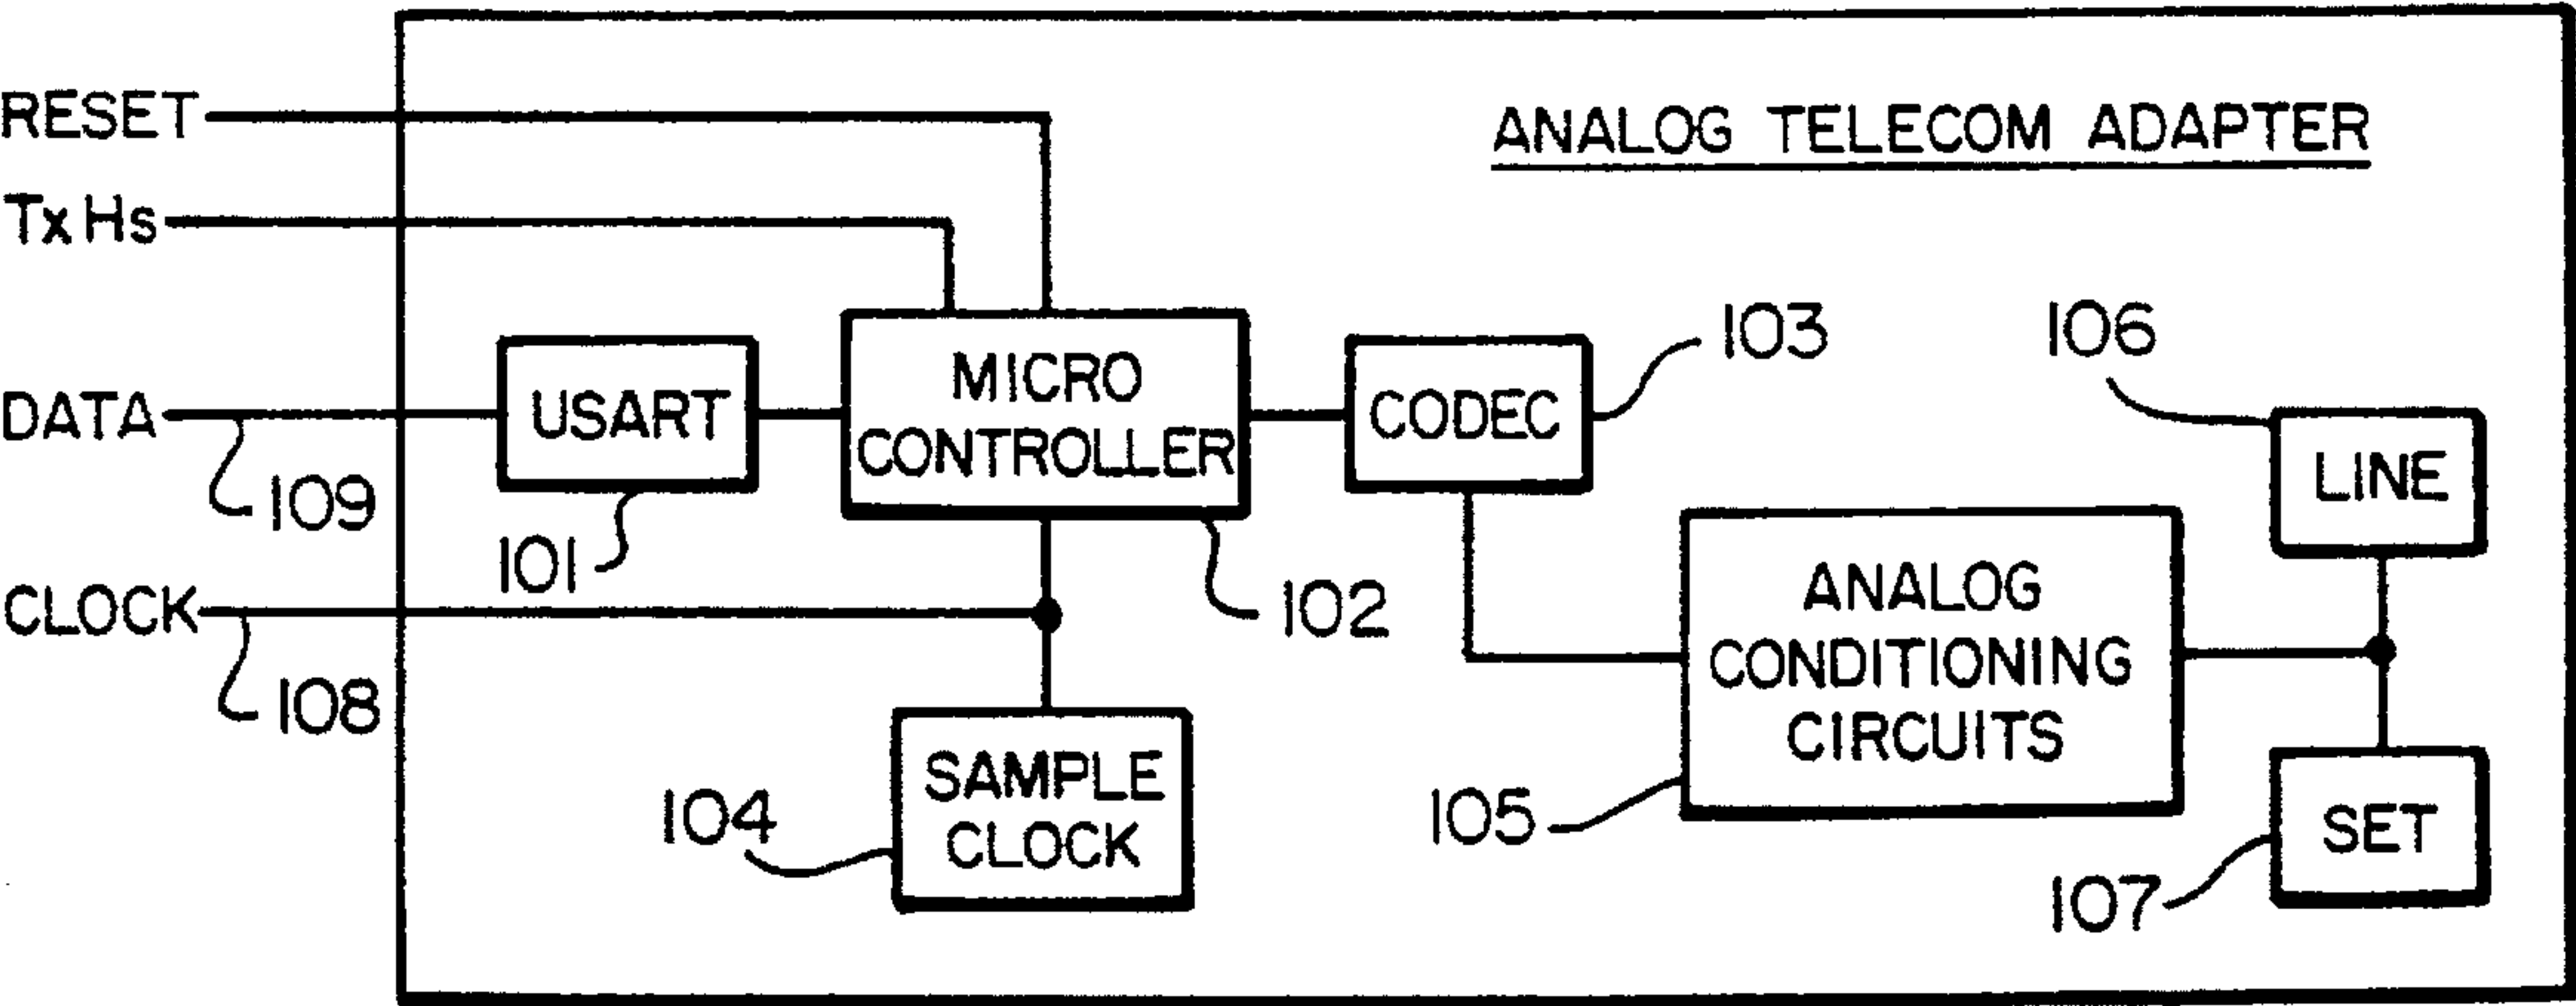 RESET
ANALOG TELECOM ADAPTER
Tx Hs
DATA
109
USART
101
MICRO
CONTROLLER
102
CODEC
103
106
LINE
CLOCK
108
104
SAMPLE
CLOCK
105
ANALOG
CONDITIONING
CIRCUITS
107
SET